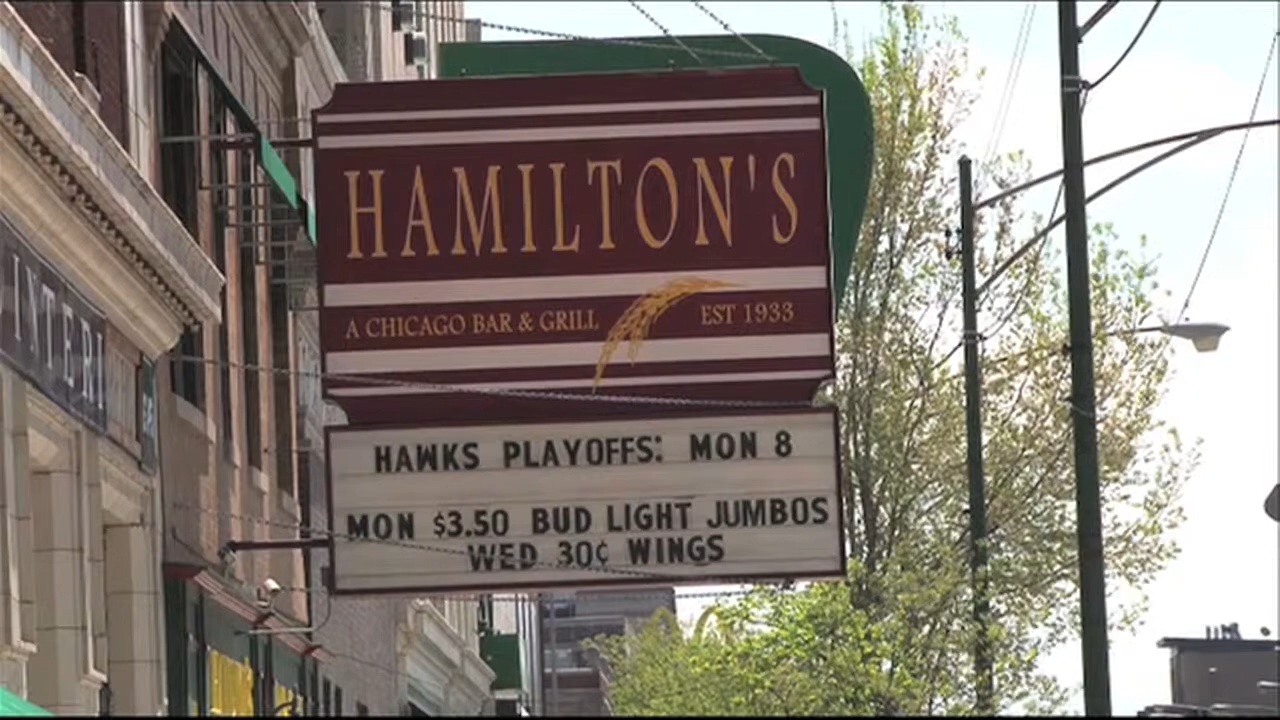 HAMILTON'S
A CHICAGO BAR & GRILL EST 1933
HAWKS PLAYOFFS: MON 8
MON $3.50 BUD LIGHT JUMBOS
WED 30¢ WINGS